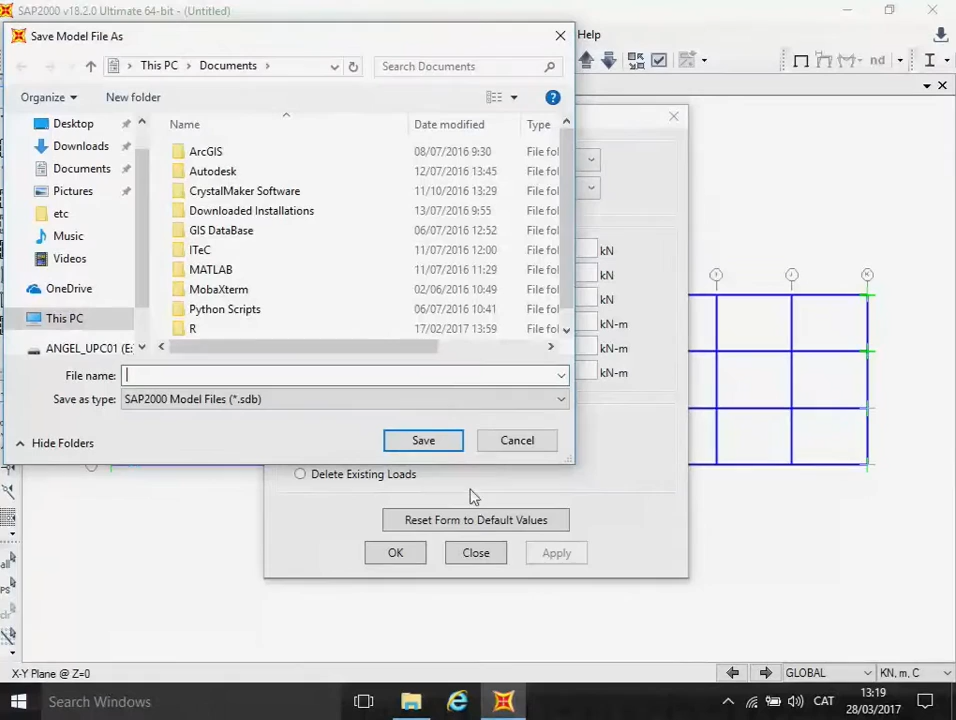 SAP2000 v18.2.0 Ultimate 64-bit - (Untitled)
Save Model File As
Help
This PC > Documents >
Search Documents
nd
Organize
New folder
Name
Date modified
Type
Desktop
Downloads
Documents
Pictures
etc
Music
Videos
OneDrive
This PC
ANGEL_UPC01 (E:
ArcGIS 08/07/2016 9:30 File fol
Autodesk 12/07/2016 13:45 File fol
CrystalMaker Software 11/10/2016 13:29 File fol
Downloaded Installations 13/07/2016 9:55 File fol
GIS DataBase 06/07/2016 12:52 File fol
ITeC 11/07/2016 12:00 File fol
MATLAB 11/07/2016 11:29 File fol
MobaXterm 02/06/2016 10:49 File fol
Python Scripts 06/07/2016 10:41 File fol
R 17/02/2017 13:59 File fol
kN
kN
kN
kN-m
kN-m
kN-m
File name:
Save as type: SAP2000 Model Files (*.sdb)
Hide Folders
Save
Cancel
Delete Existing Loads
Reset Form to Default Values
OK
Close
Apply
all
PS
clr
X-Y Plane @ Z=0
GLOBAL
KN, m, C
Search Windows
CAT
13:19
28/03/2017